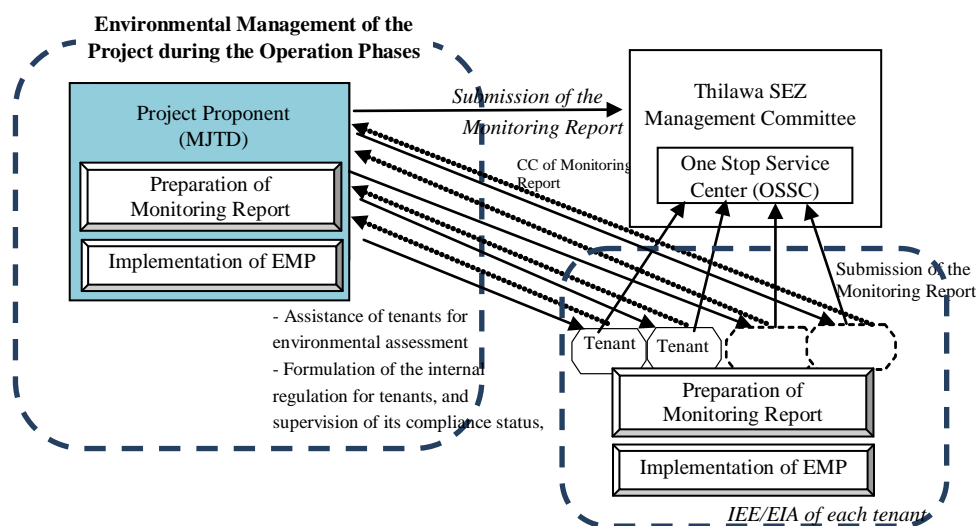 Environmental Management of the
Project during the Operation Phases
Project Proponent
(MJTD)
Preparation of
Monitoring Report
Implementation of EMP
Submission of the
Monitoring Report
Thilawa SEZ
Management Committee
One Stop Service
Center (OSSC)
CC of Monitoring
Report
Submission of the
Monitoring Report
- Assistance of tenants for
environmental assessment
- Formulation of the internal
regulation for tenants, and
supervision of its compliance status,
Tenant
Tenant
Preparation of
Monitoring Report
Implementation of EMP
IEE/EIA of each tenant